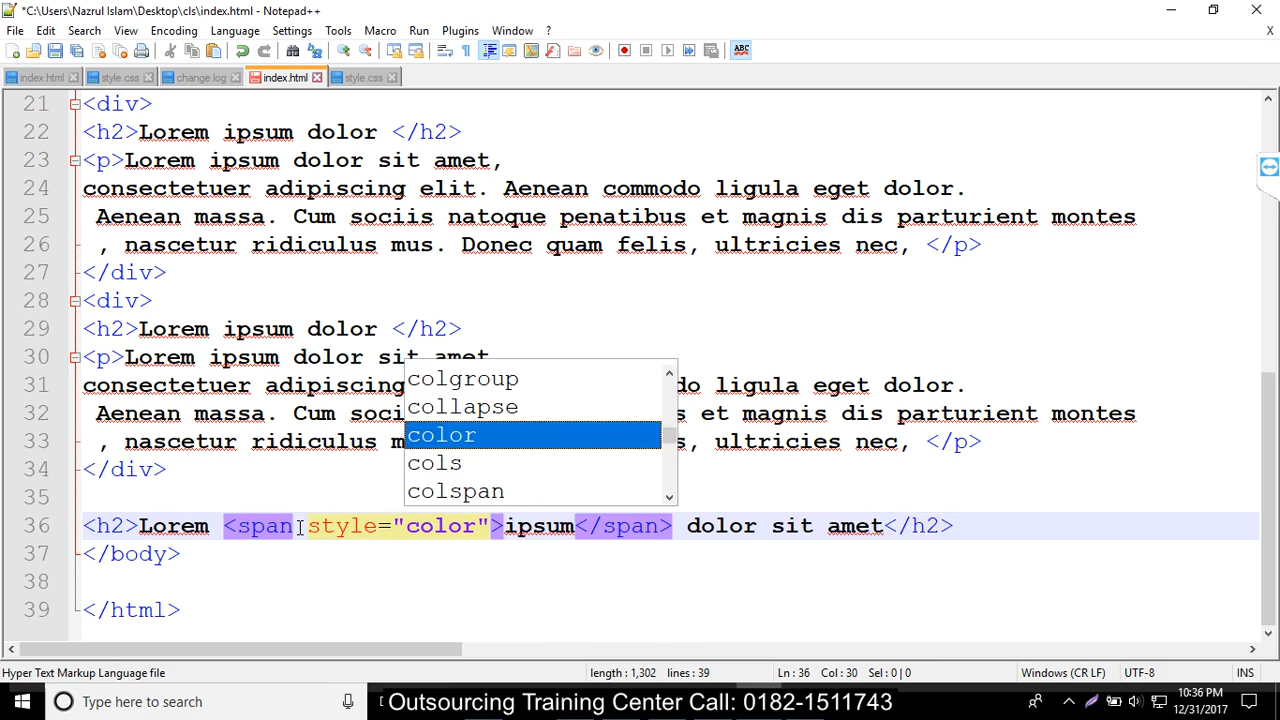 *C:\Users\Nazrul Islam\Desktop\cls\index.html - Notepad++
File Edit Search View Encoding Language Settings Tools Macro Run Plugins Window ?
X
ABC
index.html style.css change.log index.html style.css
21 <div>
22 <h2>Lorem ipsum dolor </h2>
23 <p>Lorem ipsum dolor sit amet,
24 consectetuer adipiscing elit. Aenean commodo ligula eget dolor.
25 Aenean massa. Cum sociis natoque penatibus et magnis dis parturient montes
26 , nascetur ridiculus mus. Donec quam felis, ultricies nec, </p>
27 </div>
28 <div>
29 <h2>Lorem ipsum dolor </h2>
30 <p>Lorem ipsum dolor sit amet
31 consectetuer adipiscing do ligula eget dolor.
32 Aenean massa. Cum soci s et magnis dis parturient montes
33 , nascetur ridiculus m s, ultricies nec, </p>
34 </div>
35
36 <h2>Lorem <span style="color">ipsum</span> dolor sit amet</h2>
37 </body>
38
39 </html>
colgroup
collapse
color
cols
colspan
Hyper Text Markup Language file length : 1,302 lines : 39 Ln : 36 Col : 30 Sel : 0 | 0 Windows (CR LF) UTF-8 INS
Type here to search
Outsourcing Training Center Call: 0182-1511743
10:36 PM
12/31/2017